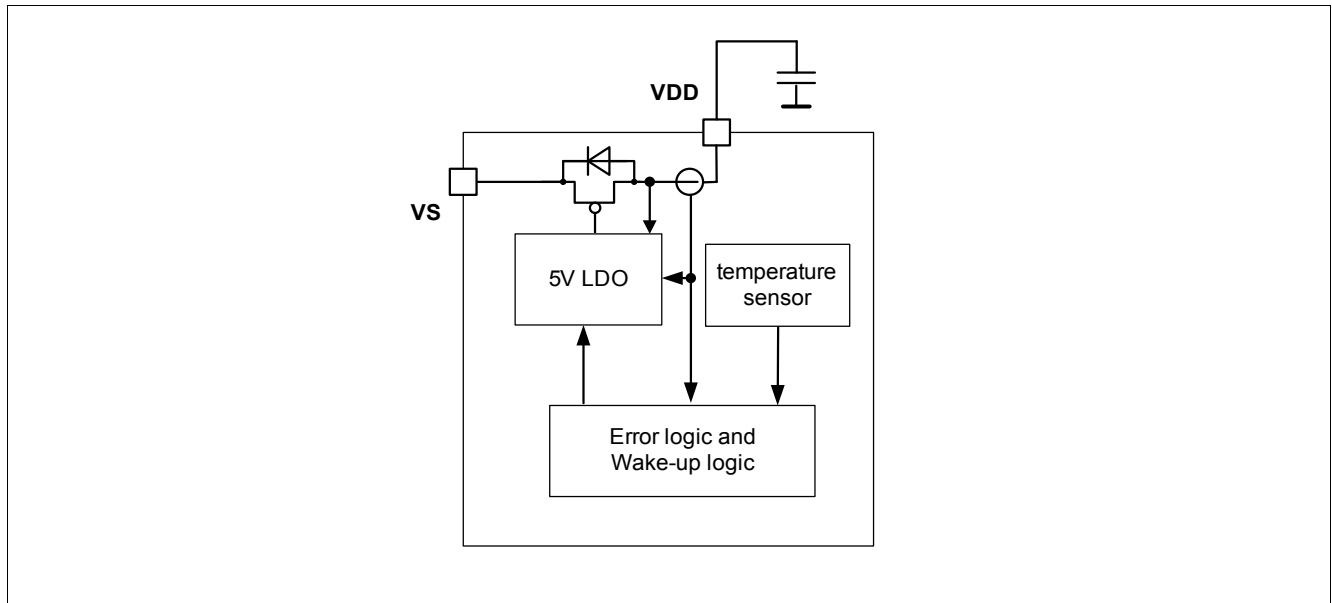 VDD
VS
5V LDO
temperature
sensor
Error logic and
Wake-up logic